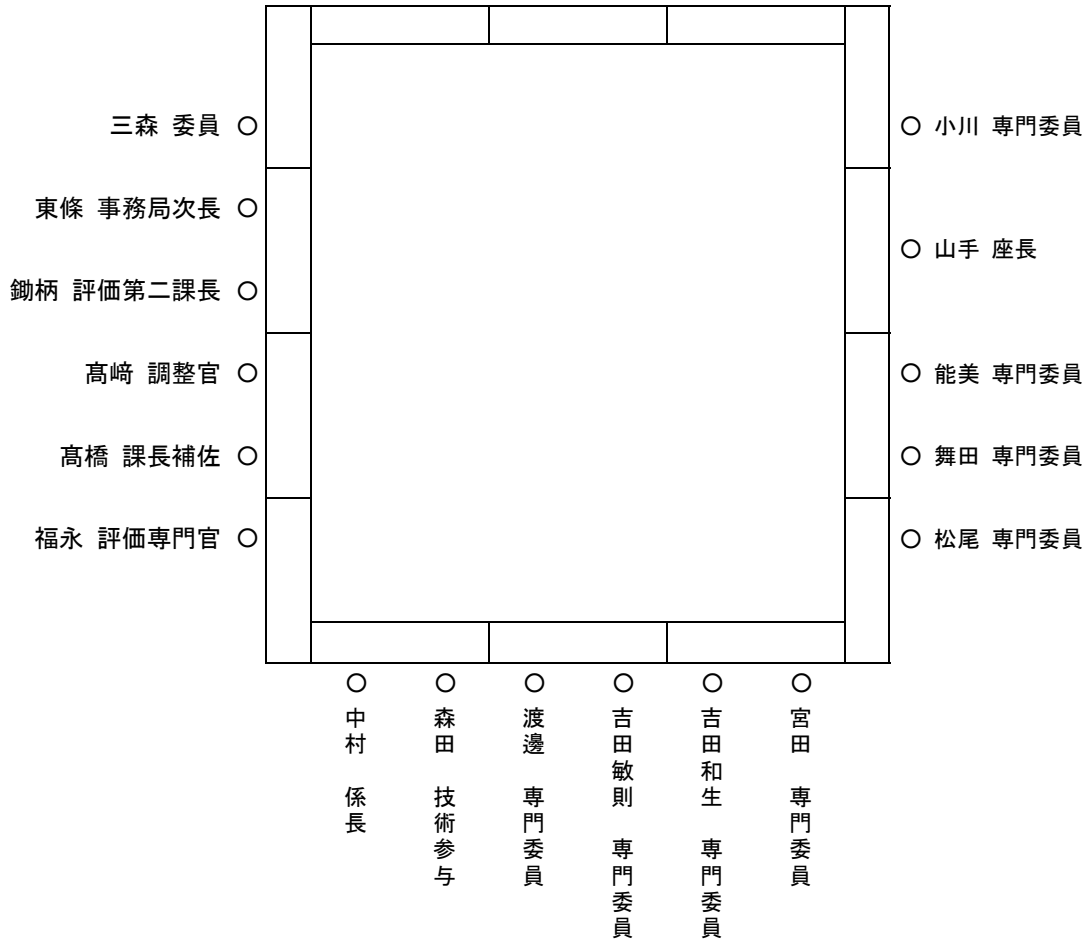 三森 委員 ○
東條 事務局次長 ○
鋤柄 評価第二課長 ○
髙﨑 調整官 ○
髙橋 課長補佐 ○
福永 評価専門官 ○
○ 小川 専門委員
○ 山手 座長
○ 能美 専門委員
○ 舞田 専門委員
○ 松尾 専門委員
○ 中村 係長
○ 森田 技術参与
○ 渡邊 専門委員
○ 吉田敏則 専門委員
○ 吉田和生 専門委員
○ 宮田 専門委員